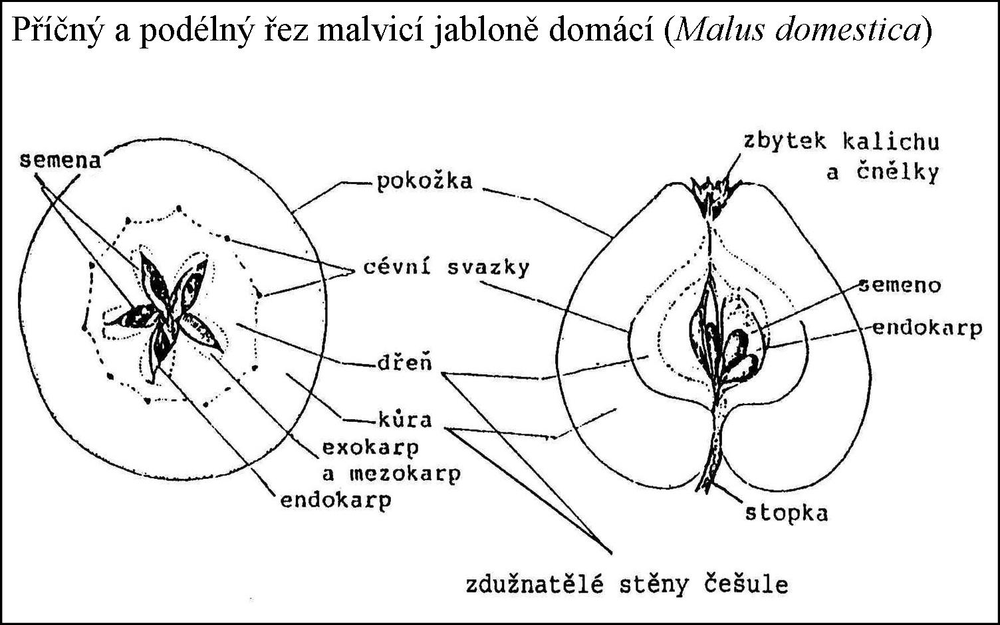 Příčný a podélný řez malvicí jabloně domácí (Malus domestica)
zbytek kalichu
a čnělky
semena
pokožka
cévní svazky
semeno
endokarp
dřeň
kůra
exokarp
a mezokarp
endokarp
stopka
zdužnatělé stěny češule